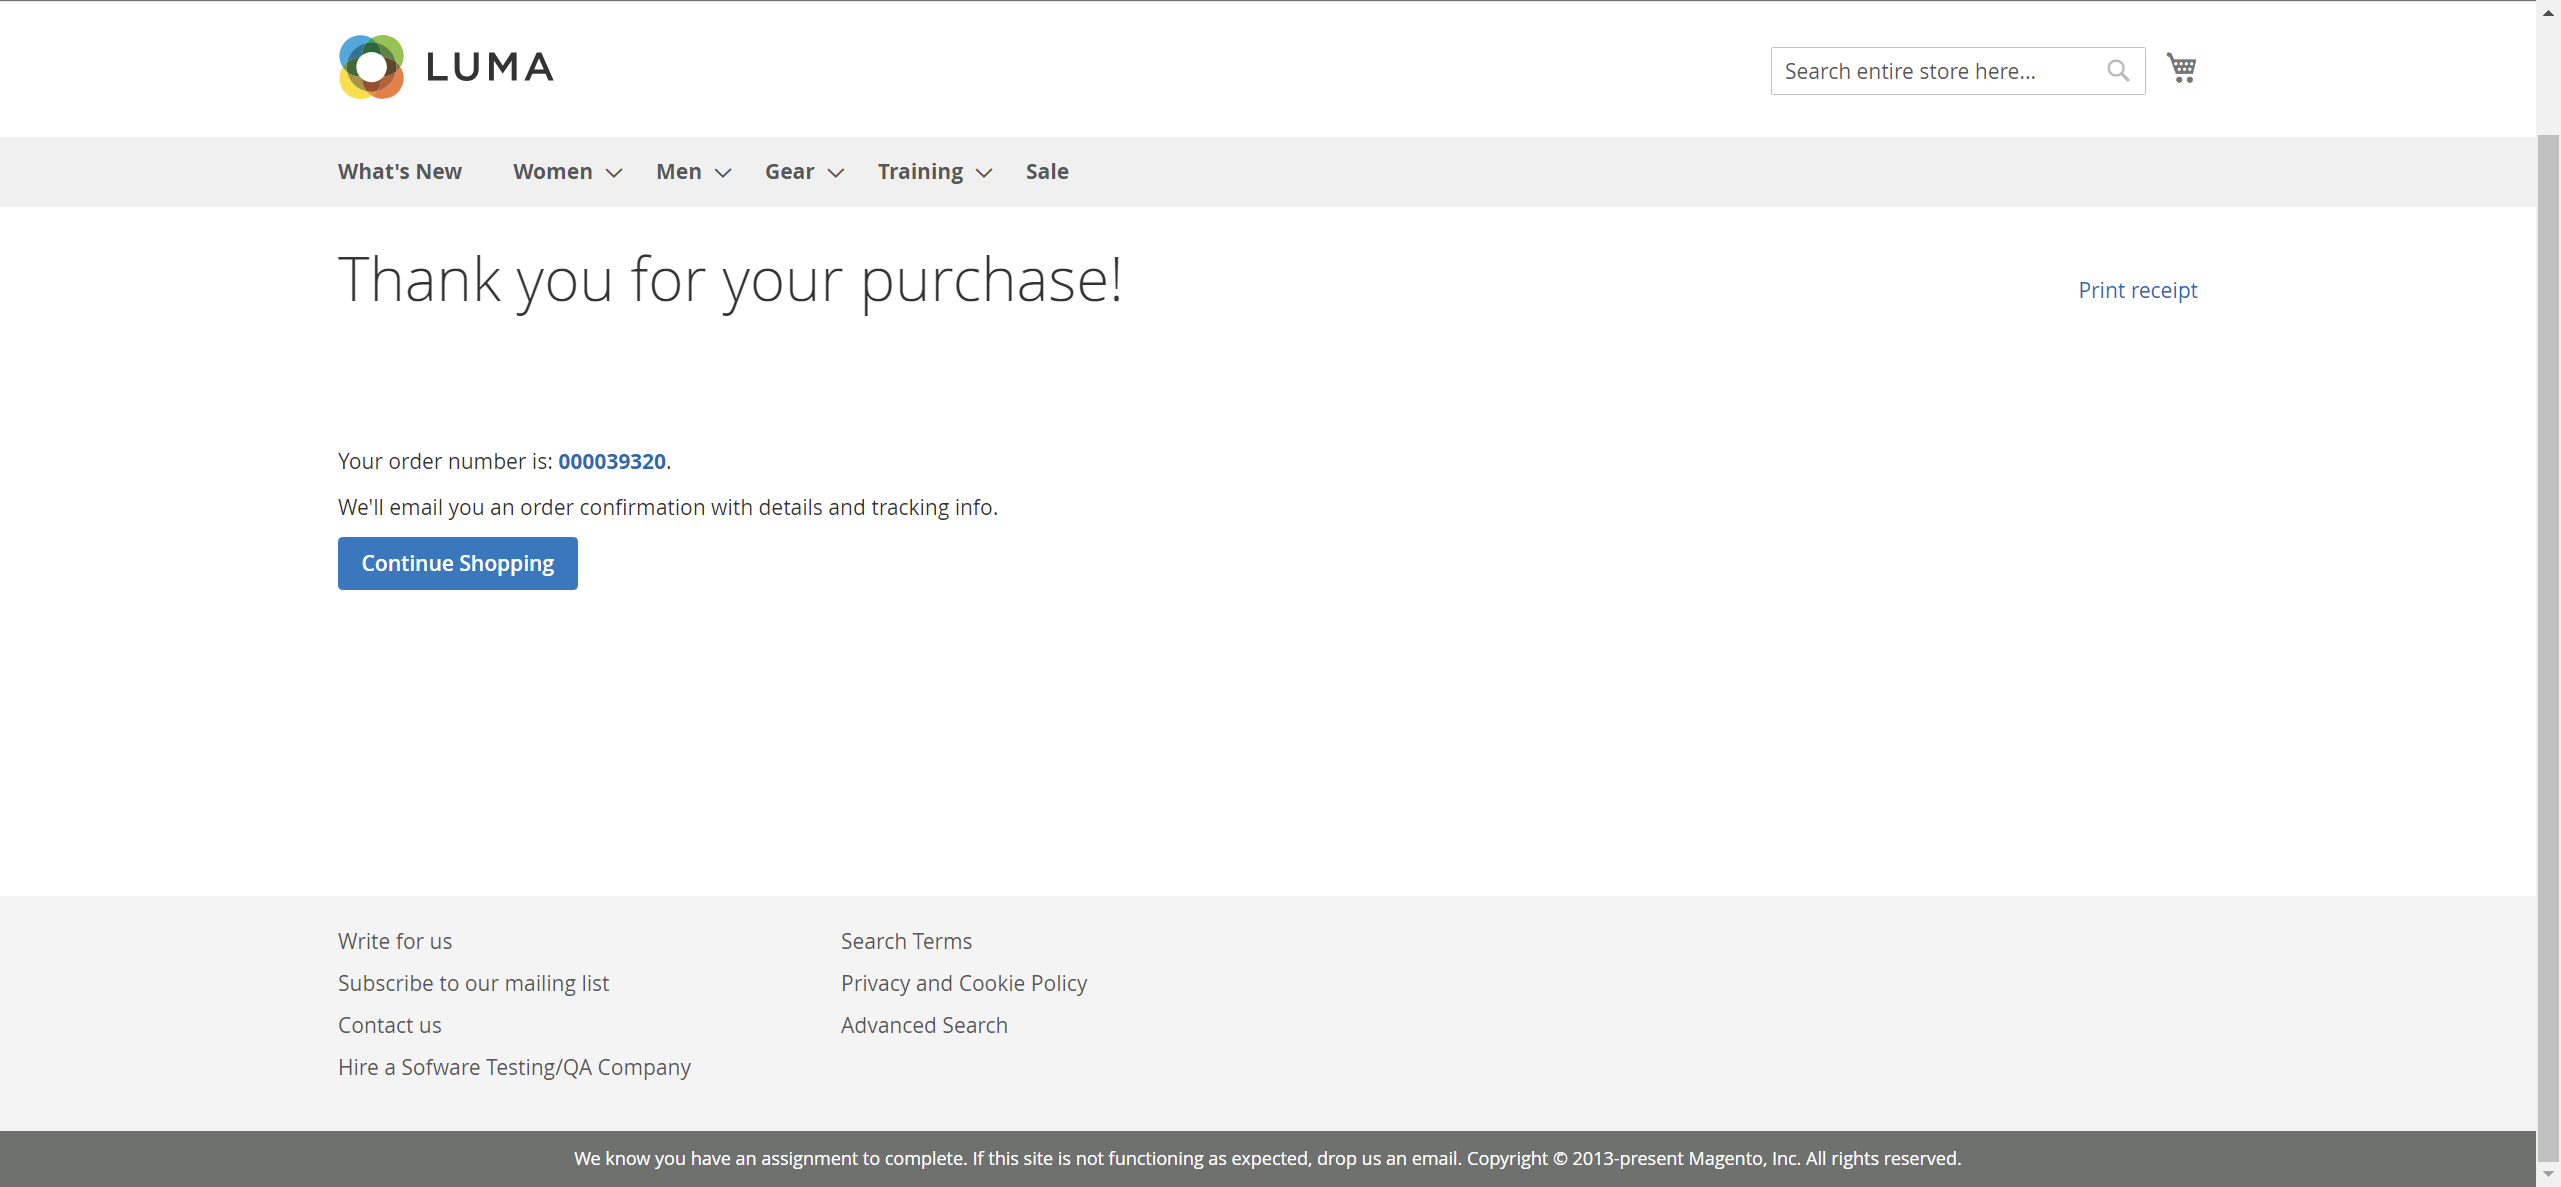 LUMA
Search entire store here...
What's New Women Men Gear Training Sale
Thank you for your purchase!
Print receipt
Your order number is: 000039320.
We'll email you an order confirmation with details and tracking info.
Continue Shopping
Write for us
Subscribe to our mailing list
Contact us
Hire a Sofware Testing/QA Company
Search Terms
Privacy and Cookie Policy
Advanced Search
We know you have an assignment to complete. If this site is not functioning as expected, drop us an email. Copyright © 2013-present Magento, Inc. All rights reserved.